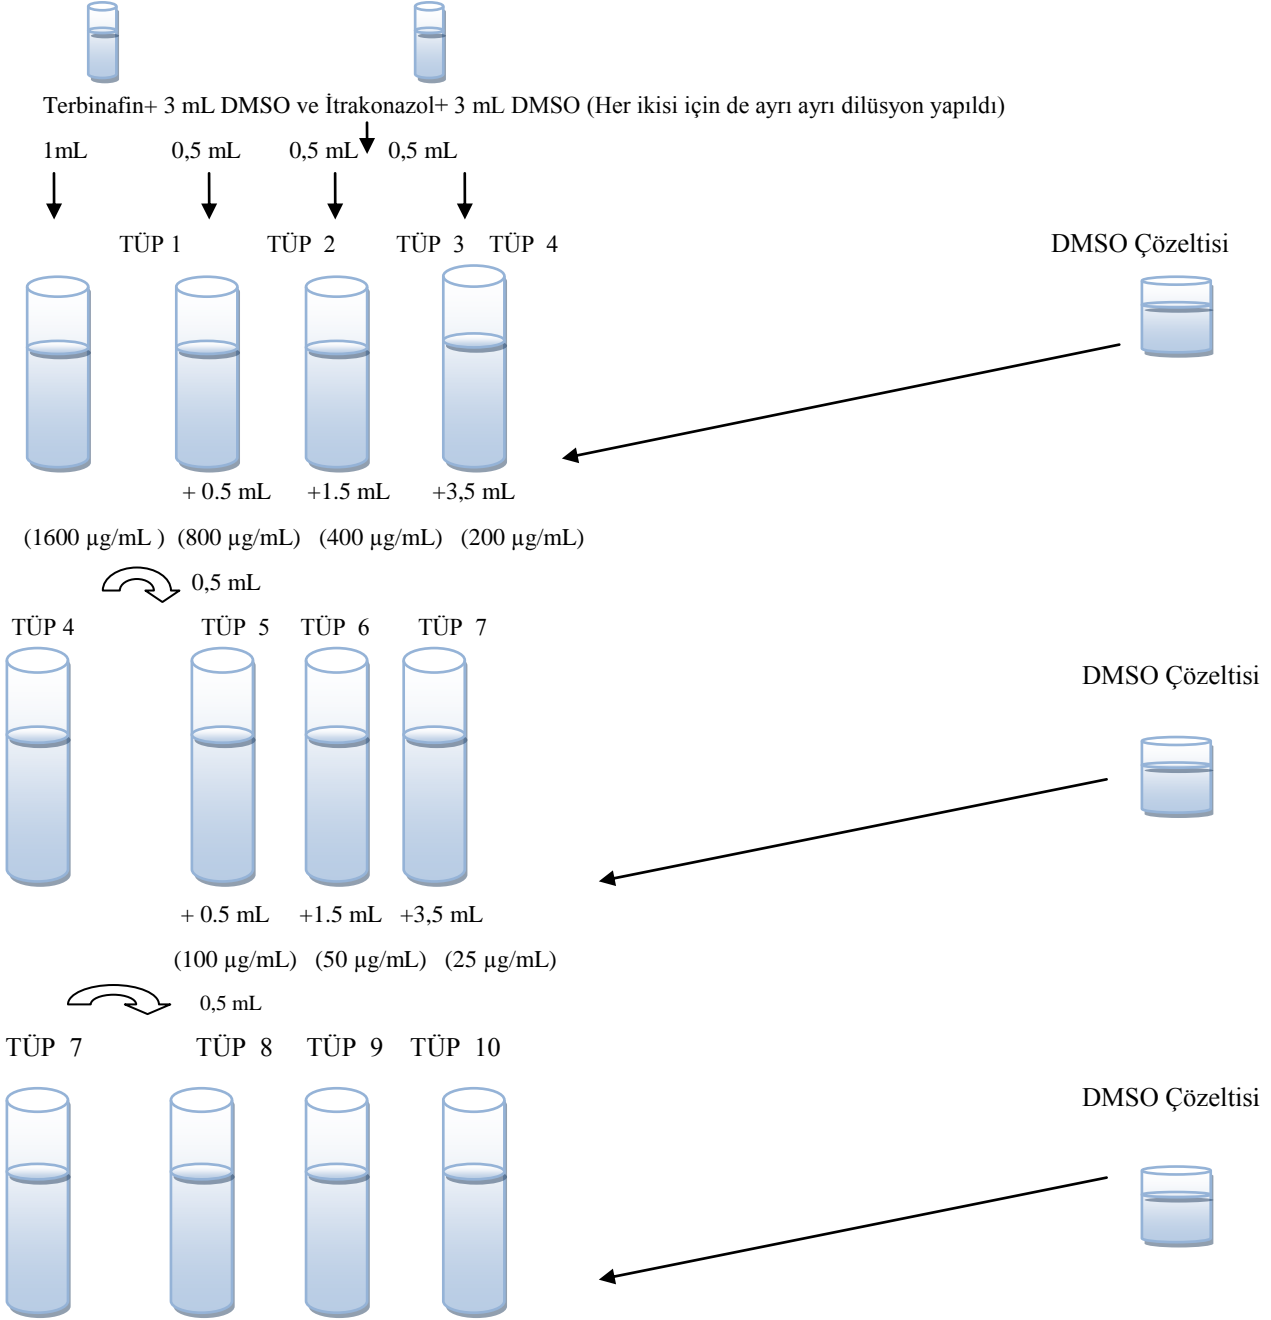 Terbinafin+ 3 mL DMSO ve İtrakonazol+ 3 mL DMSO (Her ikisi için de ayrı ayrı dilüsyon yapıldı)
1mL 0,5 mL 0,5 mL 0,5 mL
TÜP 1 TÜP 2 TÜP 3 TÜP 4 DMSO Çözeltisi
+ 0.5 mL +1.5 mL +3,5 mL
(1600 µg/mL ) (800 µg/mL) (400 µg/mL) (200 µg/mL)
0,5 mL
TÜP 4 TÜP 5 TÜP 6 TÜP 7
DMSO Çözeltisi
+ 0.5 mL +1.5 mL +3,5 mL
(100 µg/mL) (50 µg/mL) (25 µg/mL)
0,5 mL
TÜP 7 TÜP 8 TÜP 9 TÜP 10
DMSO Çözeltisi